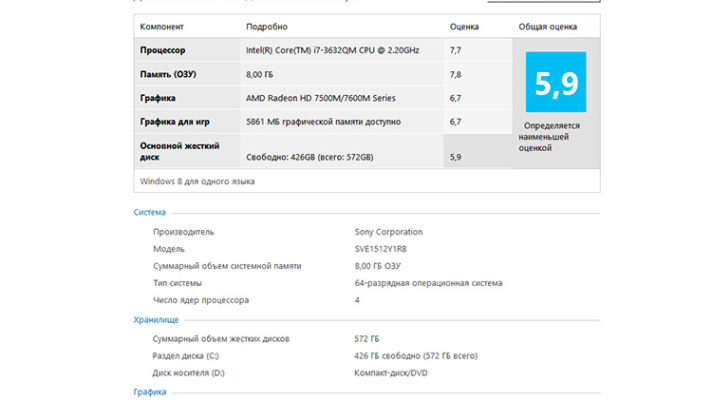 Компонент Подробно Оценка Общая оценка
Процессор Intel(R) Core(TM) i7-3632QM CPU @ 2.20GHz 7,7
Память (ОЗУ) 8,00 ГБ 7,8
Графика AMD Radeon HD 7500M/7600M Series 6,7
Графика для игр 5861 МБ графической памяти доступно 6,7
Основной жесткий
диск Свободно: 426GB (всего: 572GB) 5,9
5,9
Определяется
наименьшей
оценкой
Windows 8 для одного языка
Система
Производитель Sony Corporation
Модель SVE1512Y1RB
Суммарный объем системной памяти 8,00 ГБ ОЗУ
Тип системы 64-разрядная операционная система
Число ядер процессора 4
Хранилище
Суммарный объем жестких дисков 572 ГБ
Раздел диска (C:) 426 ГБ свободно (572 ГБ всего)
Диск носителя (D:) Компакт-диск/DVD
Графика